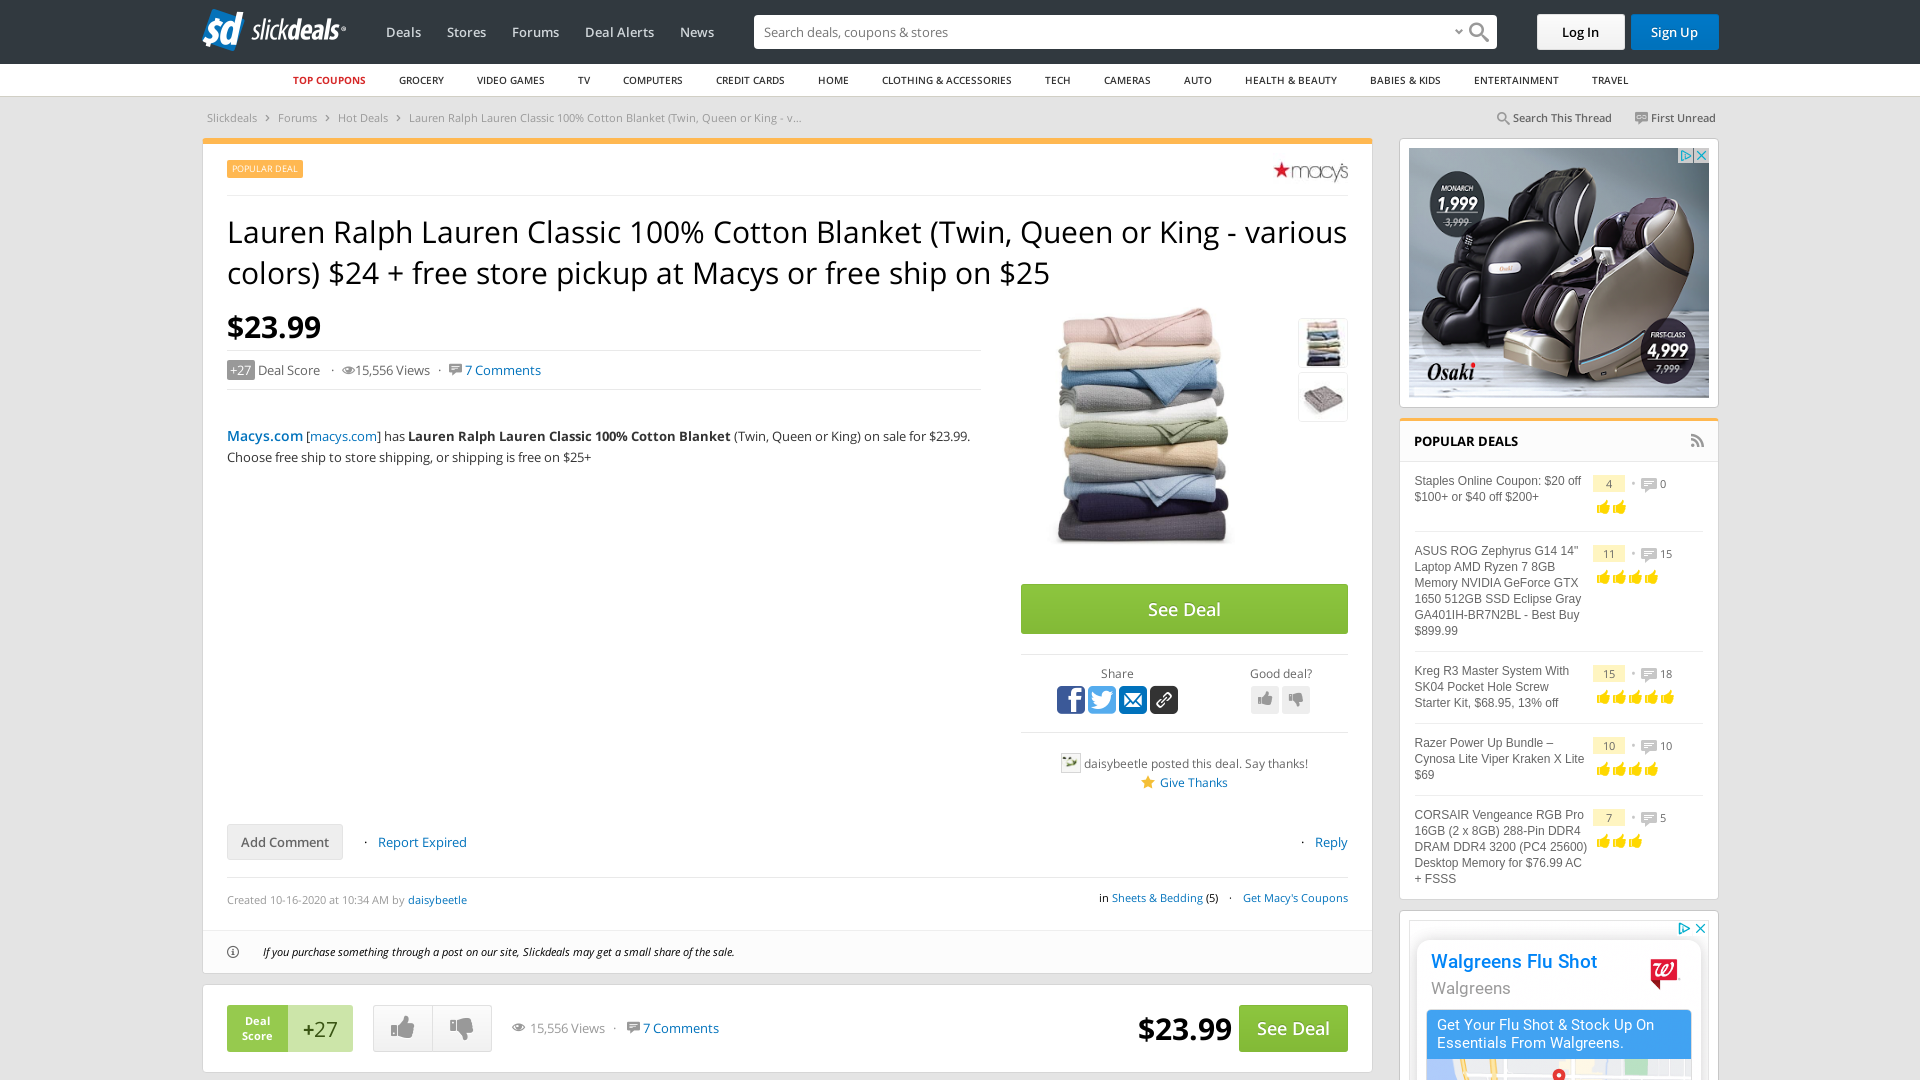 slickdeals
Deals
Stores
Forums
Deal Alerts
News
Search deals, coupons & stores
Log In
Sign Up
TOP COUPONS
GROCERY
VIDEO GAMES
TV
COMPUTERS
CREDIT CARDS
HOME
CLOTHING & ACCESSORIES
TECH
CAMERAS
AUTO
HEALTH & BEAUTY
BABIES & KIDS
ENTERTAINMENT
TRAVEL
Slickdeals › Forums › Hot Deals › Lauren Ralph Lauren Classic 100% Cotton Blanket (Twin, Queen or King - v...
Search This Thread
First Unread
POPULAR DEAL
macy's
Lauren Ralph Lauren Classic 100% Cotton Blanket (Twin, Queen or King - various
colors) $24 + free store pickup at Macys or free ship on $25
$23.99
+27 Deal Score · 15,556 Views · 7 Comments
Macys.com [macys.com] has Lauren Ralph Lauren Classic 100% Cotton Blanket (Twin, Queen or King) on sale for $23.99.
Choose free ship to store shipping, or shipping is free on $25+
See Deal
Share
Good deal?
daisybeetle posted this deal. Say thanks!
Give Thanks
Add Comment · Report Expired
· Reply
Created 10-16-2020 at 10:34 AM by daisybeetle
in Sheets & Bedding (5) · Get Macy's Coupons
If you purchase something through a post on our site, Slickdeals may get a small share of the sale.
Deal
Score
+27
15,556 Views · 7 Comments
$23.99
See Deal
MONARCH
1,999
3,999
Osaki
FIRST-CLASS
4,999
7,999
Osaki
POPULAR DEALS
Staples Online Coupon: $20 off
$100+ or $40 off $200+
4 • 0
ASUS ROG Zephyrus G14 14"
Laptop AMD Ryzen 7 8GB
Memory NVIDIA GeForce GTX
1650 512GB SSD Eclipse Gray
GA401IH-BR7N2BL - Best Buy
$899.99
11 • 15
Kreg R3 Master System With
SK04 Pocket Hole Screw
Starter Kit, $68.95, 13% off
15 • 18
Razer Power Up Bundle –
Cynosa Lite Viper Kraken X Lite
$69
10 • 10
CORSAIR Vengeance RGB Pro
16GB (2 x 8GB) 288-Pin DDR4
DRAM DDR4 3200 (PC4 25600)
Desktop Memory for $76.99 AC
+ FSSS
7 • 5
Walgreens Flu Shot
Walgreens
Get Your Flu Shot & Stock Up On
Essentials From Walgreens.